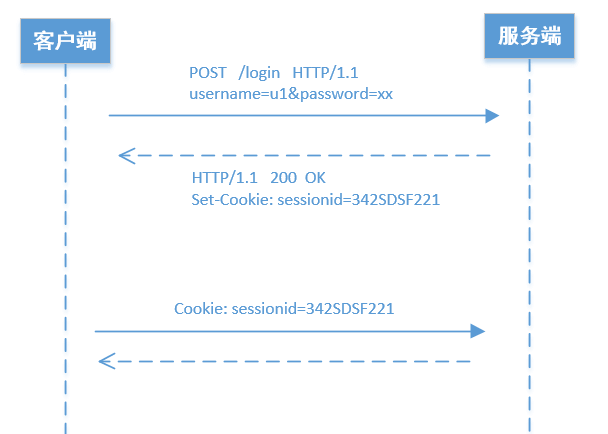 客户端
服务端
POST /login HTTP/1.1
username=u1&password=xx
HTTP/1.1 200 OK
Set-Cookie: sessionid=342SDSF221
Cookie: sessionid=342SDSF221